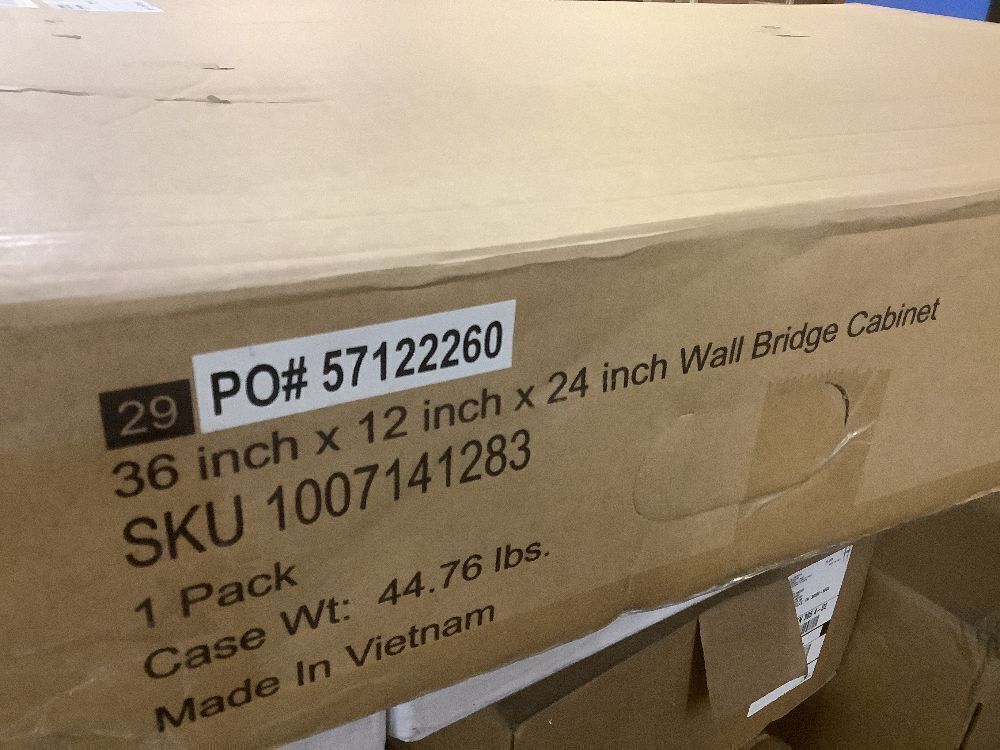 29 PO# 57122260
36 inch x 12 inch x 24 inch Wall Bridge Cabinet
SKU 1007141283
1 Pack
Case Wt: 44.76 lbs.
Made In Vietnam